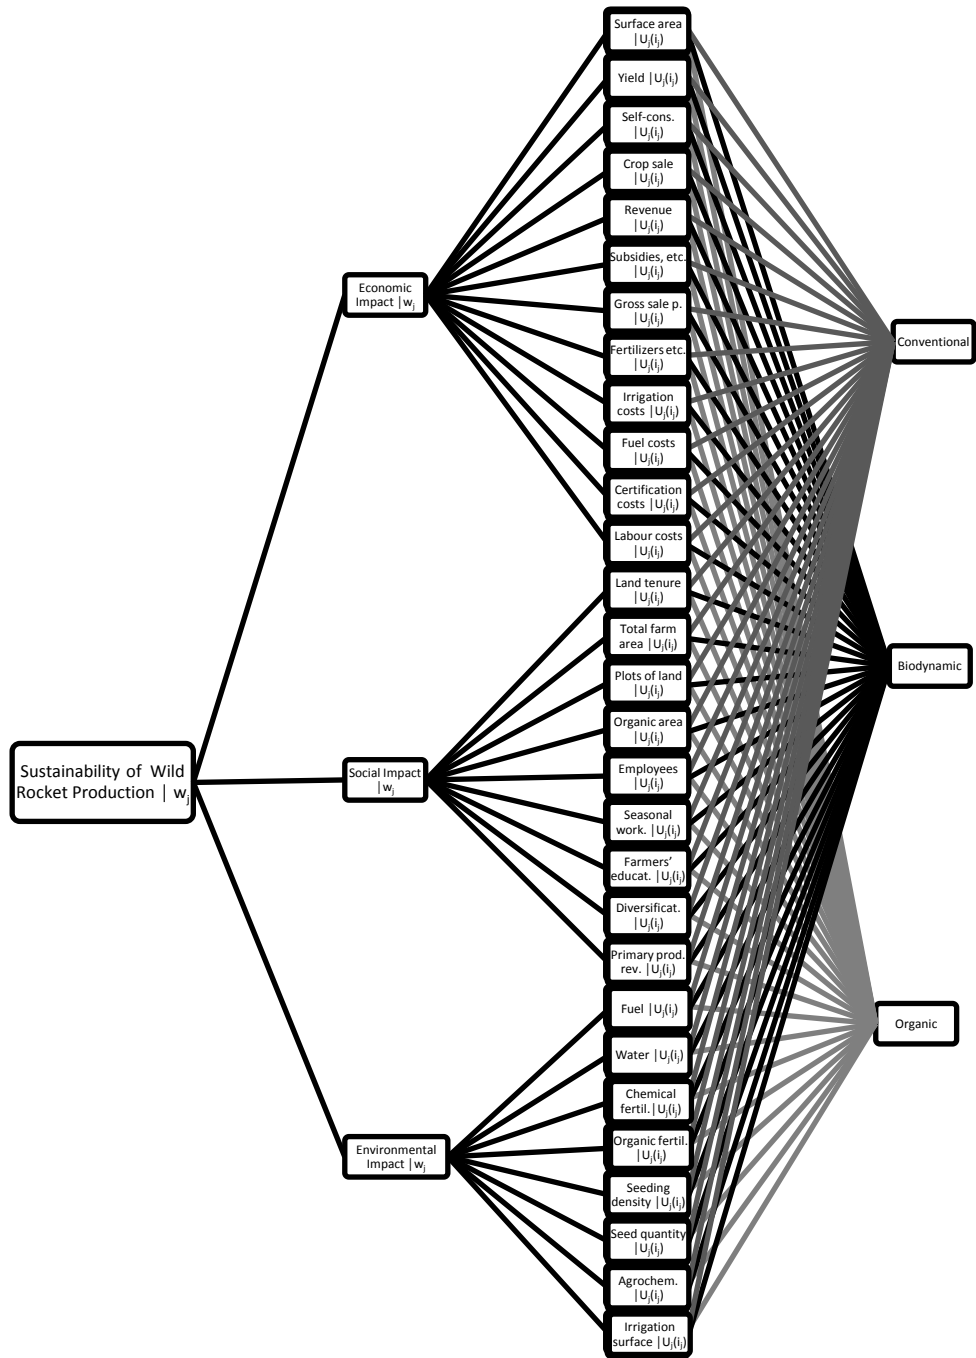 Sustainability of Wild
Rocket Production | wj
Economic
Impact | wj
Social Impact
| wj
Environmental
Impact | wj
Surface area
| Uj(ij)
Yield | Uj(ij)
Self-cons.
| Uj(ij)
Crop sale
| Uj(ij)
Revenue
| Uj(ij)
Subsidies, etc.
| Uj(ij)
Gross sale p.
| Uj(ij)
Fertilizers etc.
| Uj(ij)
Irrigation
costs | Uj(ij)
Fuel costs
| Uj(ij)
Certification
costs | Uj(ij)
Labour costs
| Uj(ij)
Land tenure
| Uj(ij)
Total farm
area | Uj(ij)
Plots of land
| Uj(ij)
Organic area
| Uj(ij)
Employees
| Uj(ij)
Seasonal
work. | Uj(ij)
Farmers’
educat. | Uj(ij)
Diversificat.
| Uj(ij)
Primary prod.
rev. | Uj(ij)
Fuel | Uj(ij)
Water | Uj(ij)
Chemical
fertil. | Uj(ij)
Organic fertil.
| Uj(ij)
Seeding
density | Uj(ij)
Seed quantity
| Uj(ij)
Agrochem.
| Uj(ij)
Irrigation
surface | Uj(ij)
Conventional
Biodynamic
Organic